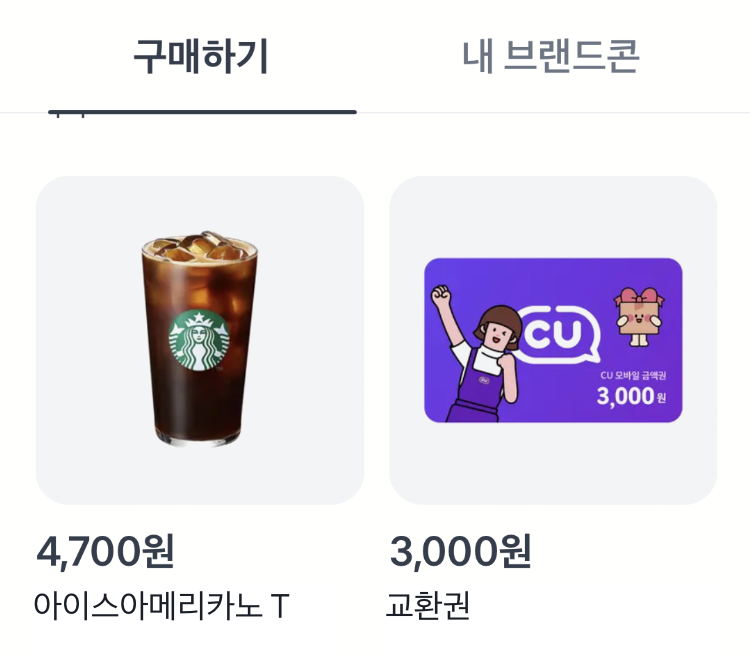 구매하기
내 브랜드콘
CU
CU 모바일 금액권
3,000원
4,700원
아이스아메리카노 T
3,000원
교환권